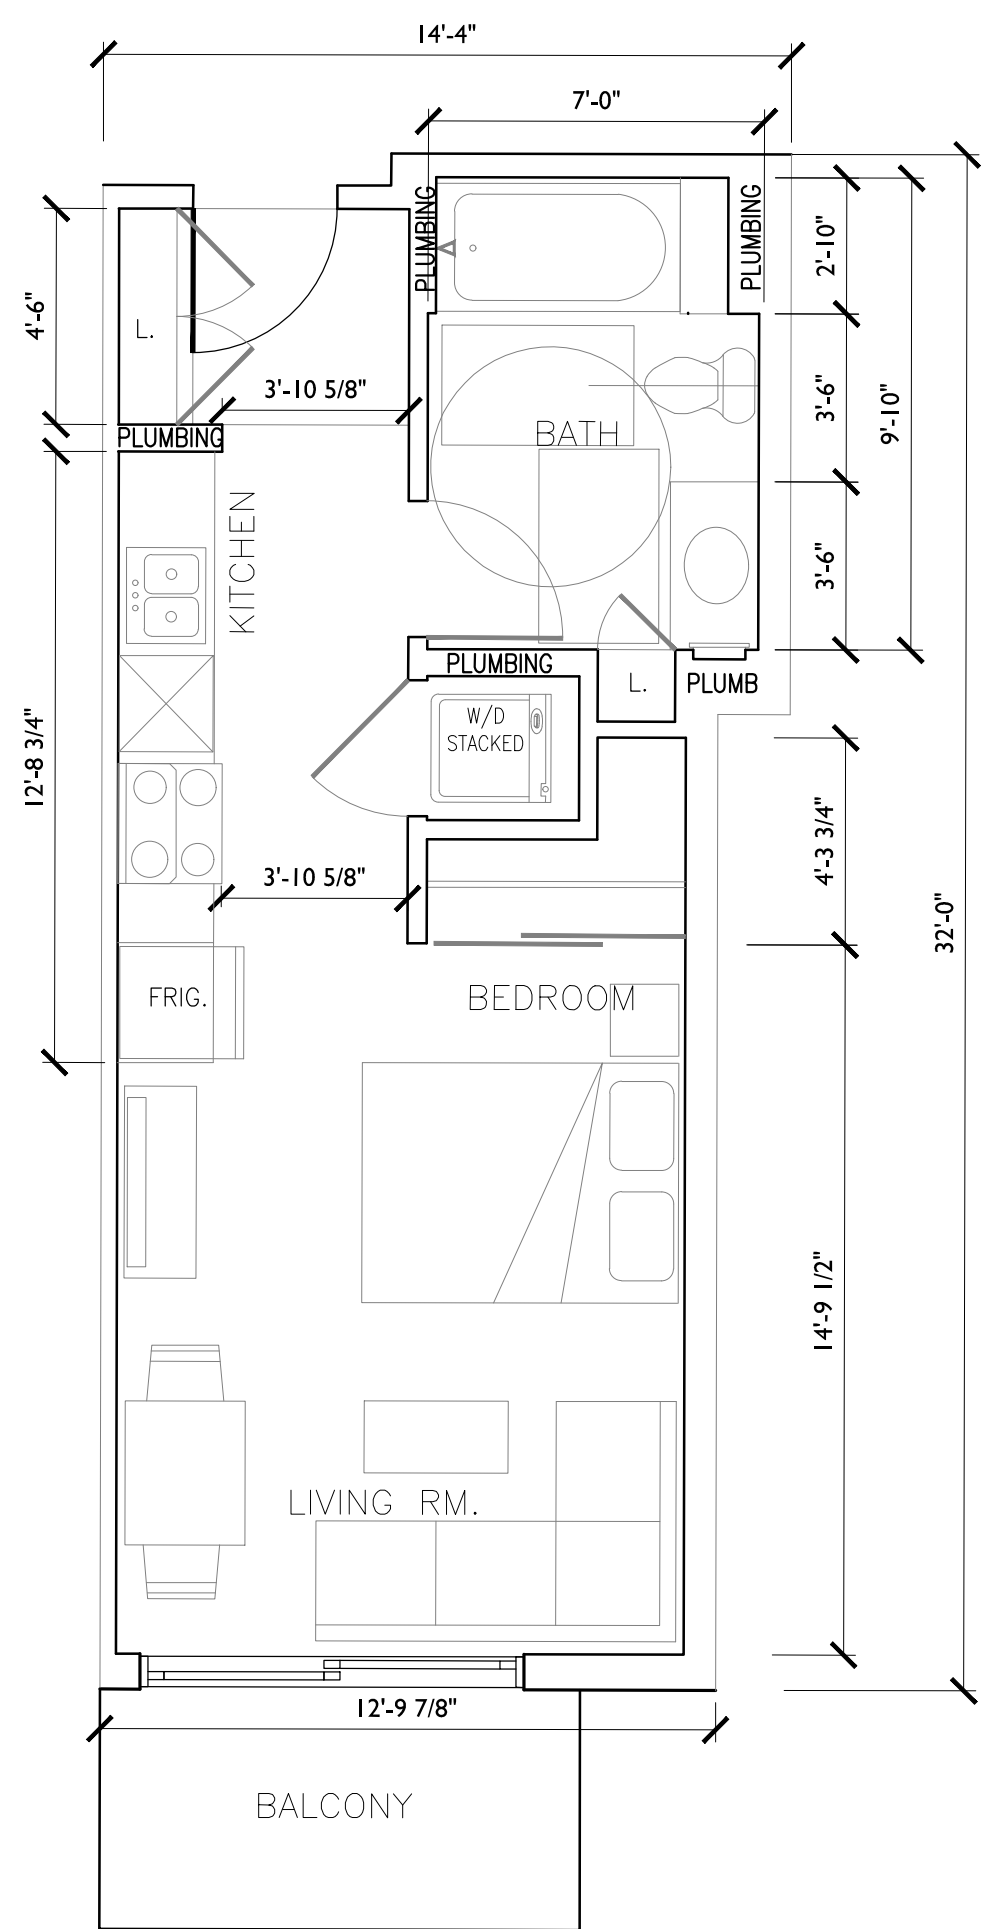 14'-4"
7'-0"
PLUMBING
PLUMBING
2'-10"
4'-6"
L.
3'-10 5/8"
3'-6"
9'-10"
PLUMBING
BATH
KITCHEN
3'-6"
PLUMBING
L.
PLUMB
W/D
STACKED
12'-8 3/4"
4'-3 3/4"
3'-10 5/8"
32'-0"
FRIG.
BEDROOM
14'-9 1/2"
LIVING RM.
12'-9 7/8"
BALCONY